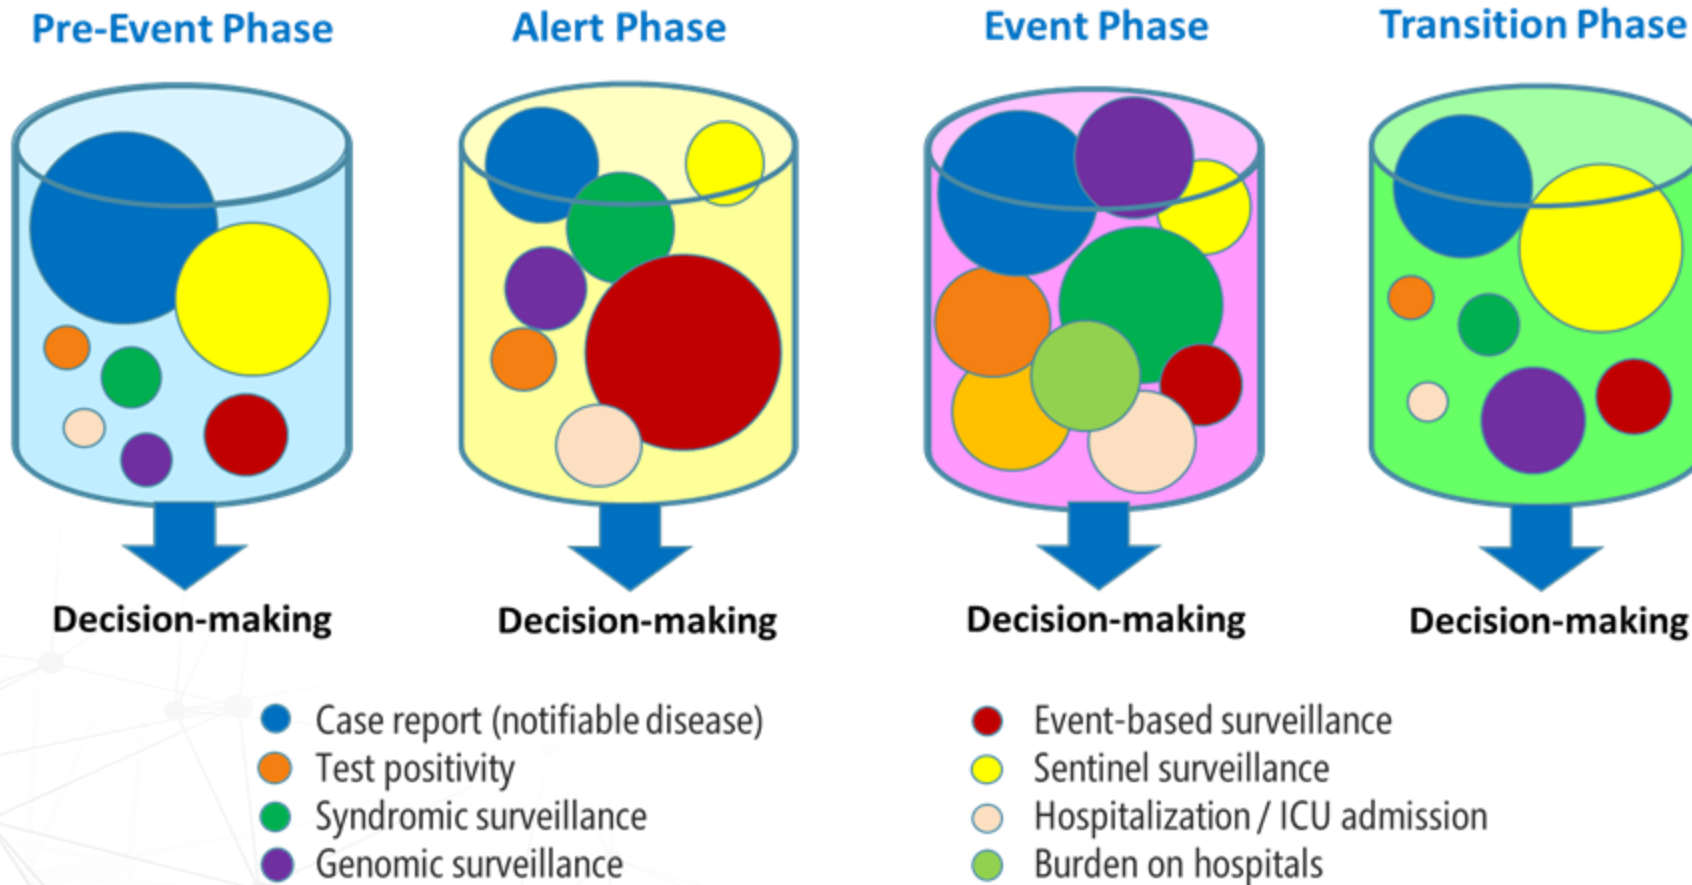 Pre-Event Phase
Alert Phase
Event Phase
Transition Phase
Decision-making
Decision-making
Decision-making
Decision-making
Case report (notifiable disease)
Test positivity
Syndromic surveillance
Genomic surveillance
Event-based surveillance
Sentinel surveillance
Hospitalization / ICU admission
Burden on hospitals